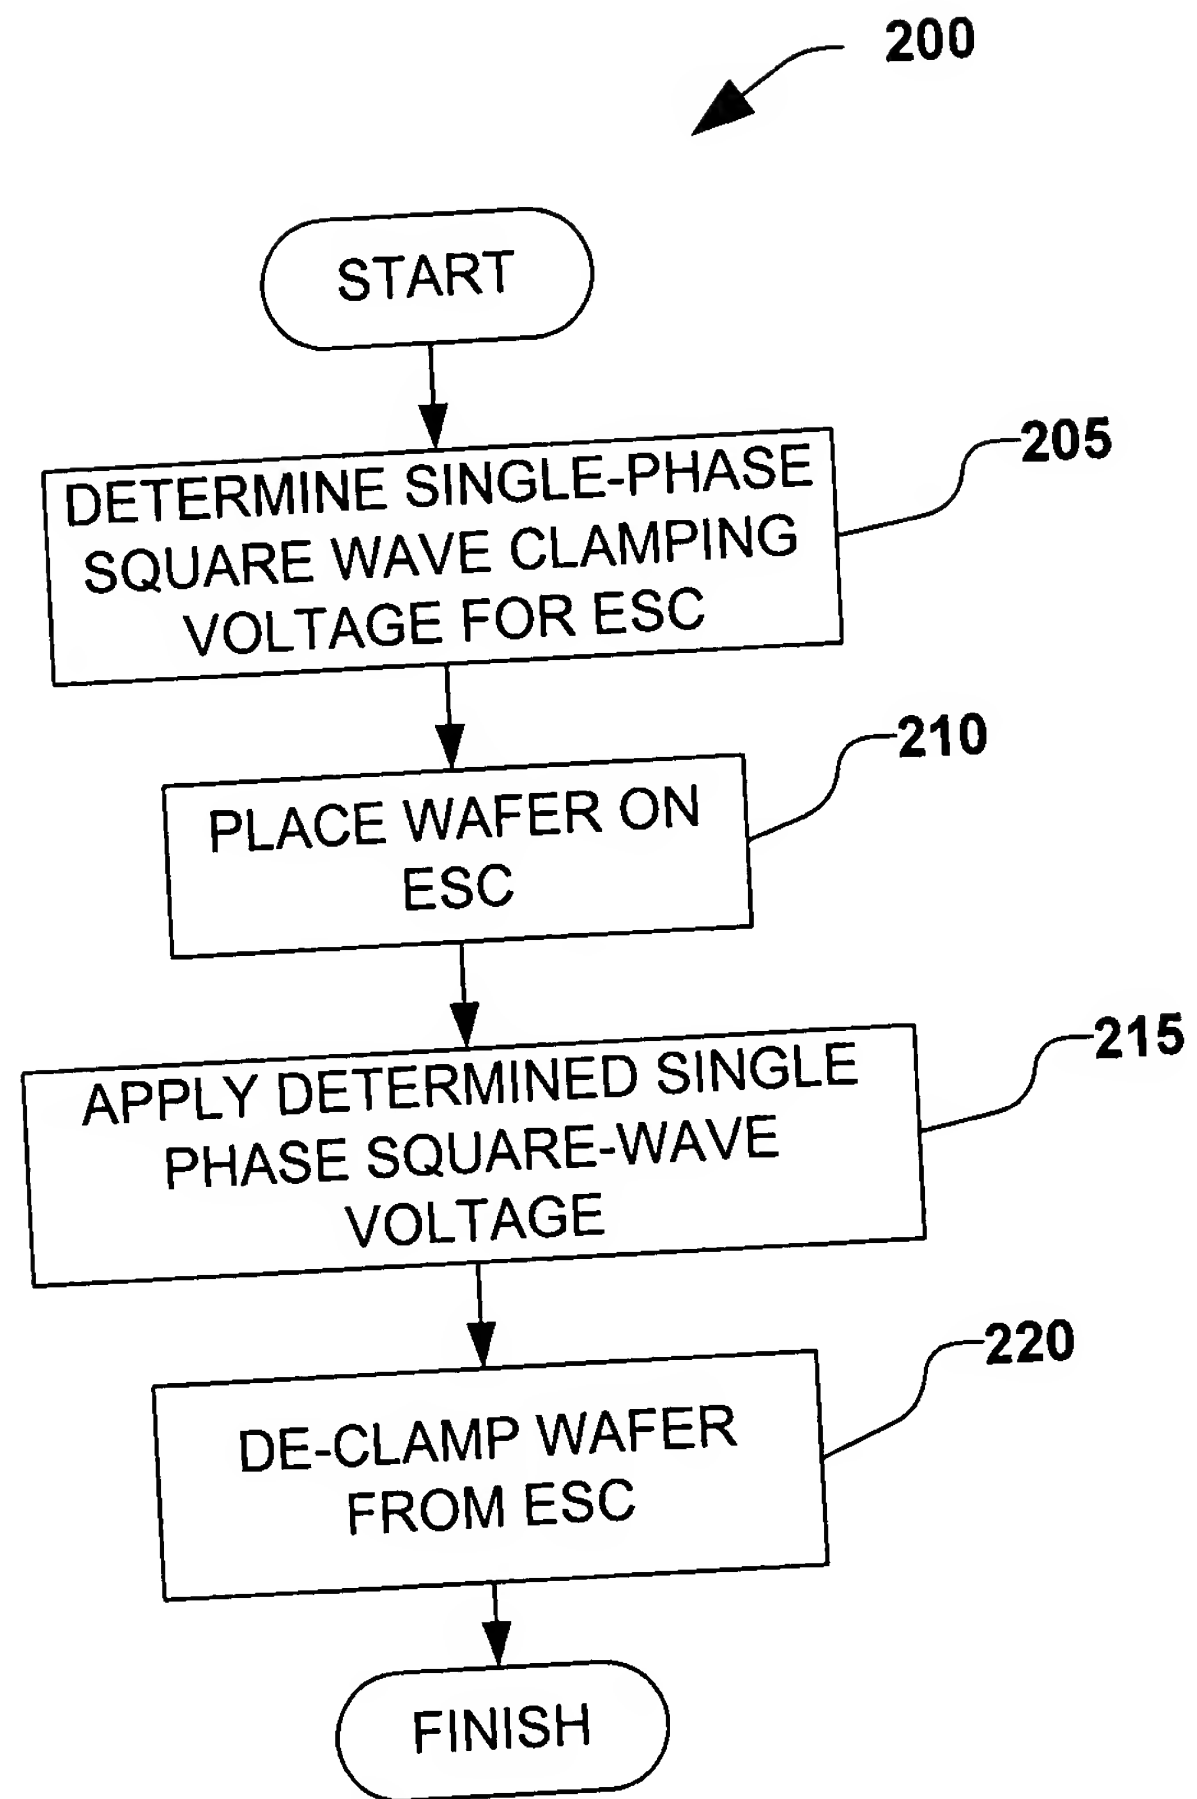 200
START
DETERMINE SINGLE-PHASE
SQUARE WAVE CLAMPING
VOLTAGE FOR ESC
205
PLACE WAFER ON
ESC
210
APPLY DETERMINED SINGLE
PHASE SQUARE-WAVE
VOLTAGE
215
DE-CLAMP WAFER
FROM ESC
220
FINISH